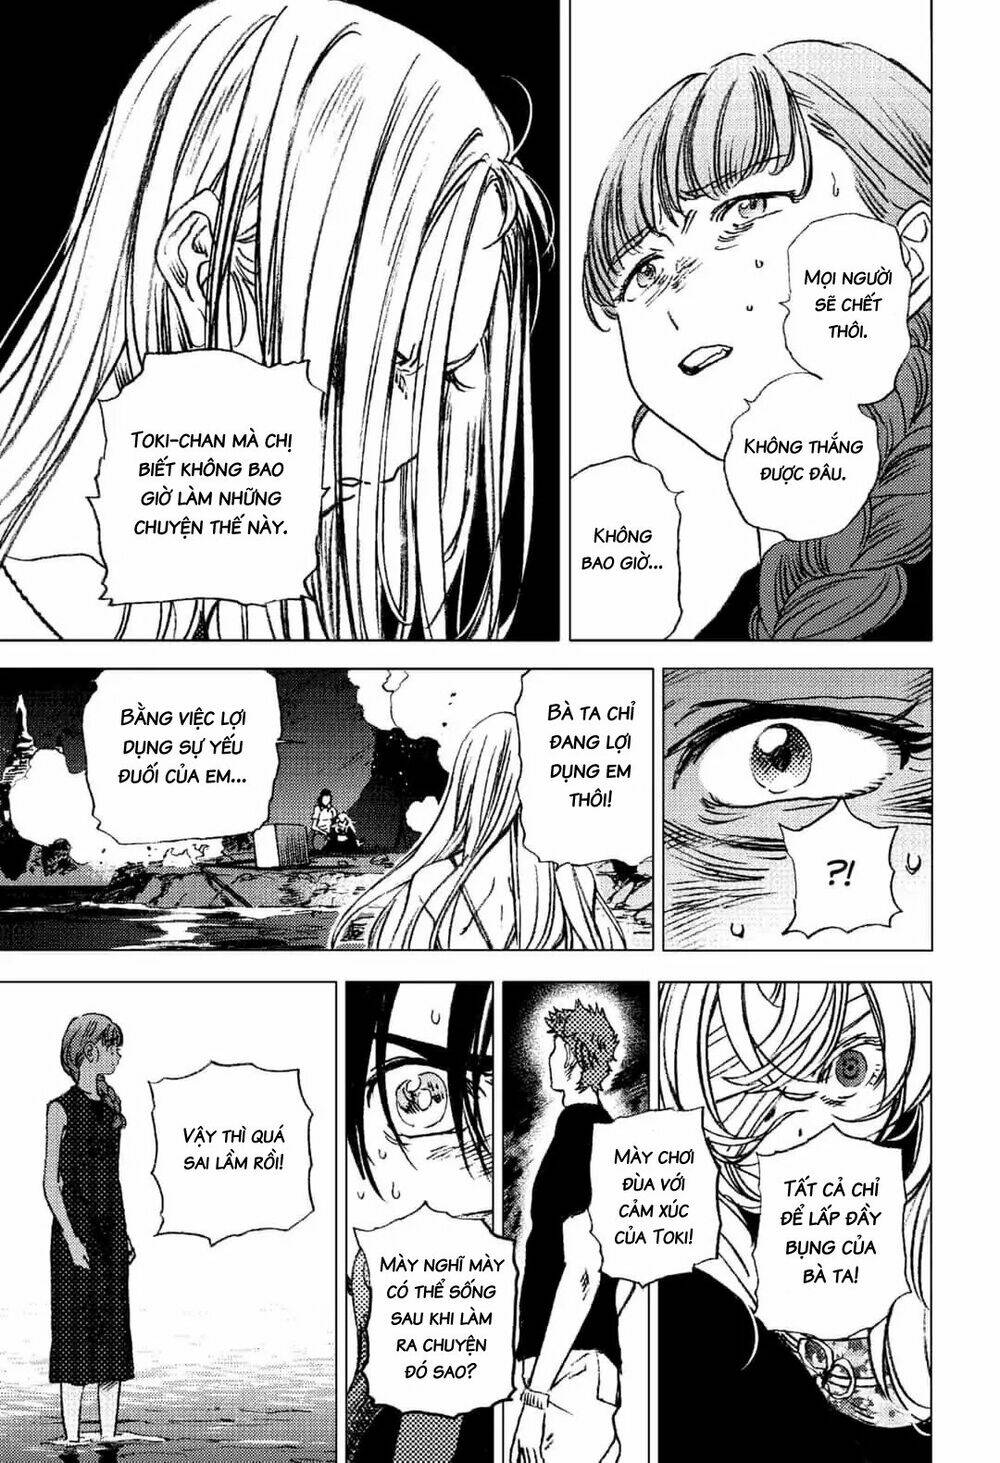 MỌI NGƯỜI
SẼ CHẾT
THÔI.
KHÔNG THẮNG
ĐƯỢC ĐÂU.
KHÔNG
BAO GIỜ...
TOKI-CHAN MÀ CHỊ
BIẾT KHÔNG BAO
GIỜ LÀM NHỮNG
CHUYỆN THẾ NÀY.
?!
BÀ TA CHỈ
ĐANG LỢI
DỤNG EM
THÔI!
BẰNG VIỆC LỢI
DỤNG SỰ YẾU
ĐUỐI CỦA EM...
TẤT CẢ CHỈ
ĐỂ LẤP ĐẦY
BỤNG CỦA
BÀ TA!
MÀY CHƠI
ĐÙA VỚI
CẢM XÚC
CỦA TOKI!
MÀY NGHĨ MÀY
CÓ THỂ SỐNG
SAU KHI LÀM
RA CHUYỆN
ĐÓ SAO?
VẬY THÌ QUÁ
SAI LẦM RỒI!